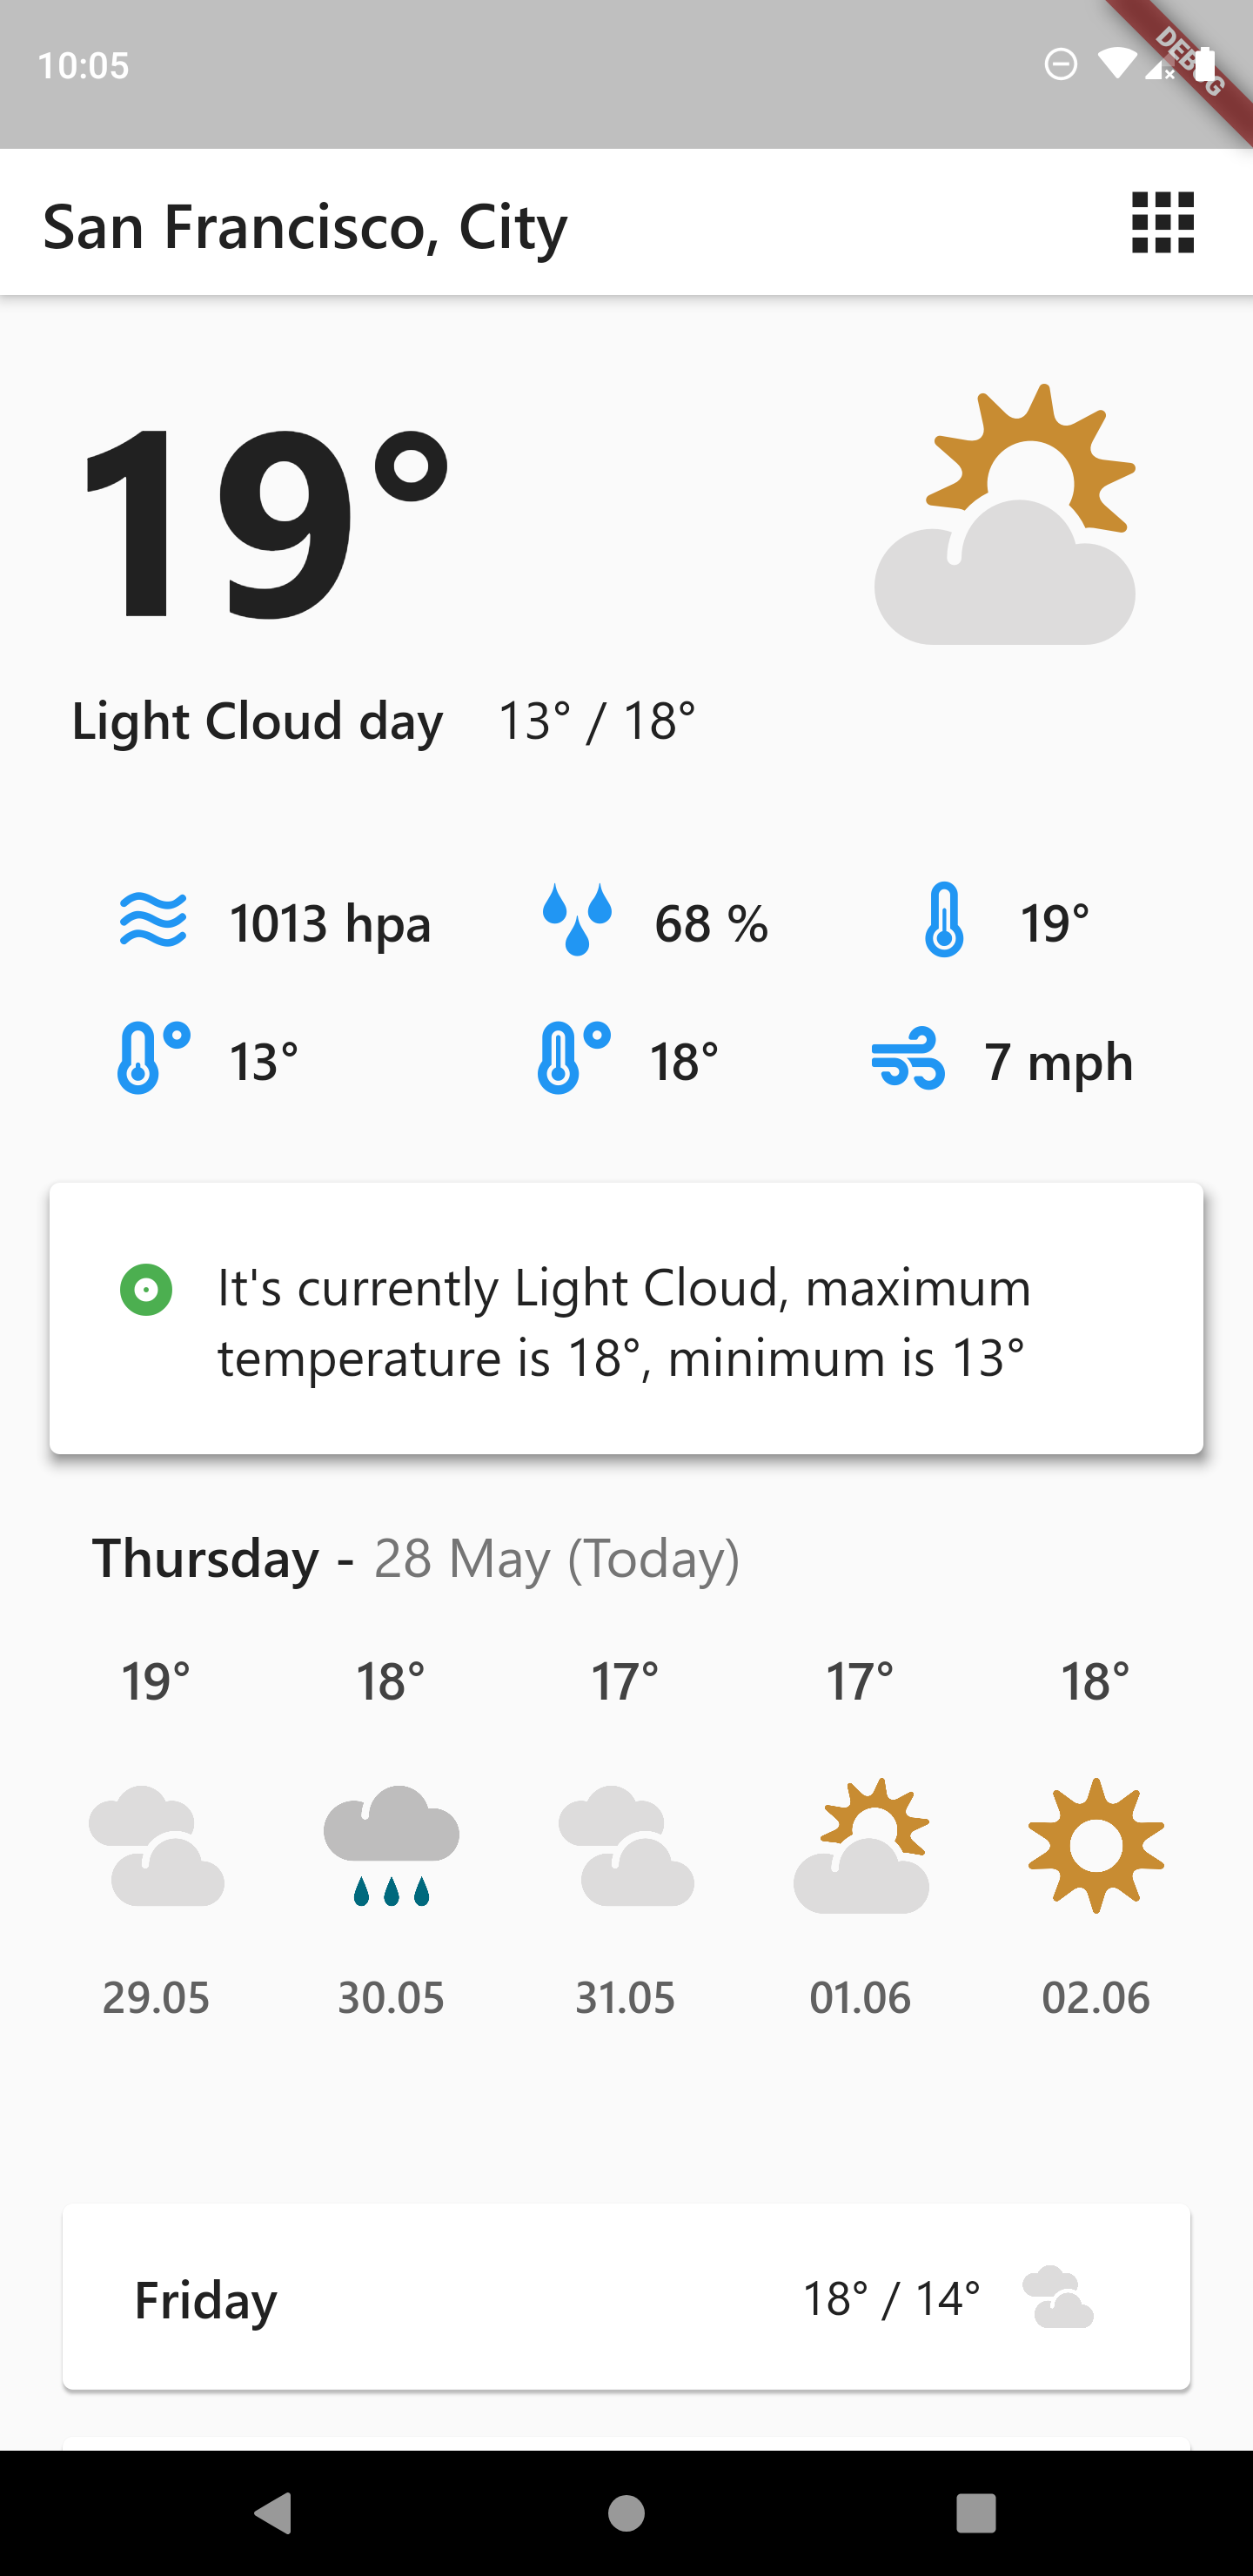 10:05
DEBUG
San Francisco, City
19°
Light Cloud day 13° / 18°
1013 hpa 68 % 19°
13° 18° 7 mph
It's currently Light Cloud, maximum
temperature is 18°, minimum is 13°
Thursday - 28 May (Today)
19° 18° 17° 17° 18°
29.05 30.05 31.05 01.06 02.06
Friday 18° / 14°